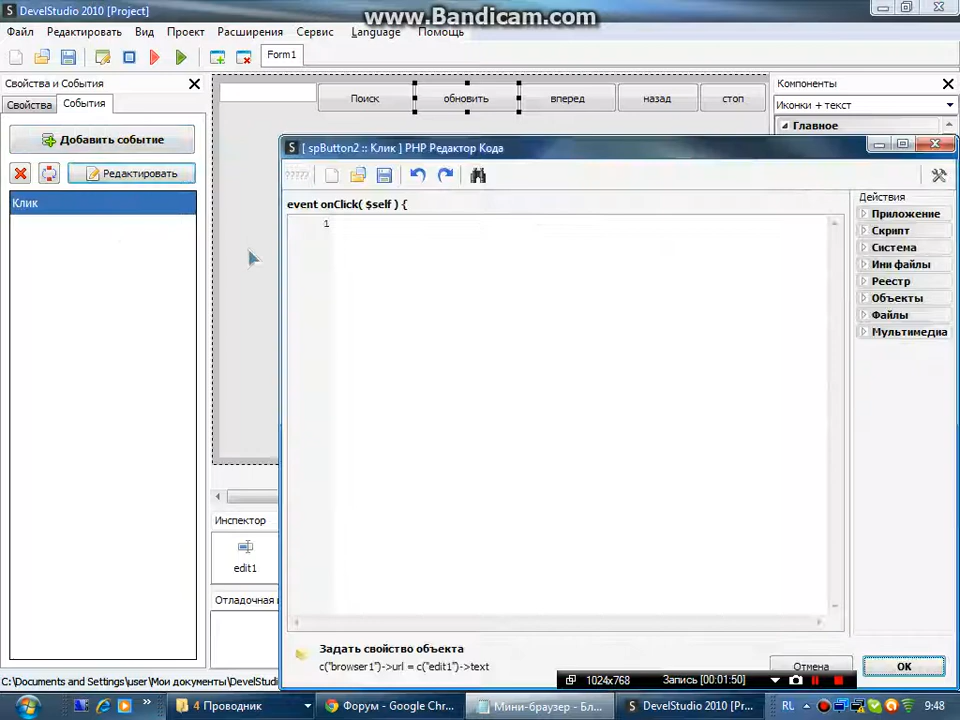 DevelStudio 2010 [Project]
www.Bandicam.com
Файл Редактировать Вид Проект Расширения Сервис Language Помощь
Form1
Свойства и События
Компоненты
Свойства События
Иконки + текст
Поиск обновить вперед назад стоп
Главное
Добавить событие
[ spButton2 :: Клик ] PHP Редактор Кода
Редактировать
?????
Клик
event onClick( $self ) {
Действия
1
Приложение
Скрипт
Система
Ини файлы
Реестр
Объекты
Файлы
Мультимедиа
Инспектор
edit1
Отладочная
Задать свойство объекта
c("browser1")->url = c("edit1")->text
Отмена
OK
1024x768 Запись [00:01:50]
C:\Documents and Settings\user\Мои документы\DevelStudi
4 Проводник
Форум - Google Chr...
Мини-браузер - Бл...
DevelStudio 2010 [Pr...
RL
9:48